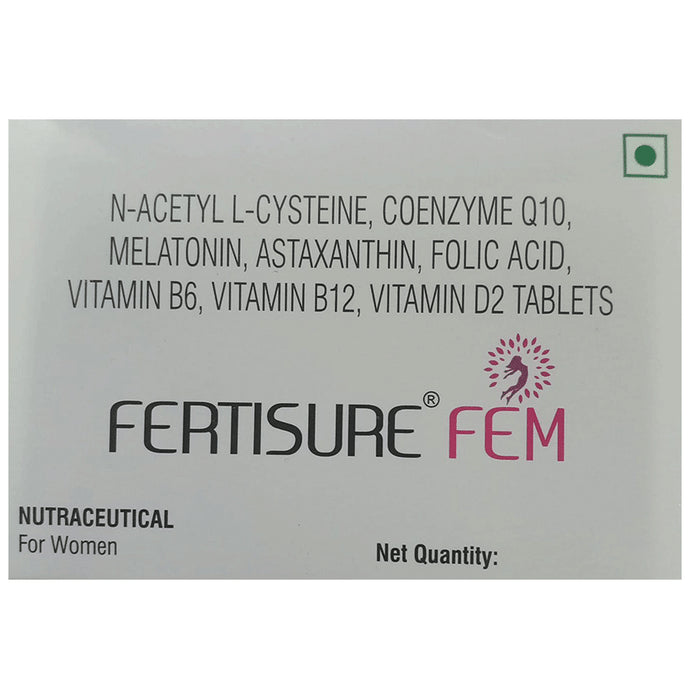 N-ACETYL L-CYSTEINE, COENZYME Q10,
MELATONIN, ASTAXANTHIN, FOLIC ACID,
VITAMIN B6, VITAMIN B12, VITAMIN D2 TABLETS
FERTISURE® FEM
NUTRACEUTICAL
For Women
Net Quantity: